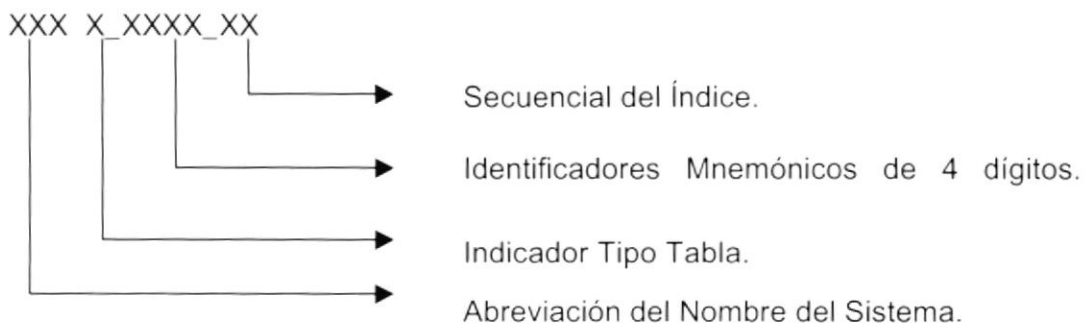 XXX X_XXXX_XX
Secuencial del Índice.
Identificadores Mnemónicos de 4 dígitos.
Indicador Tipo Tabla.
Abreviación del Nombre del Sistema.